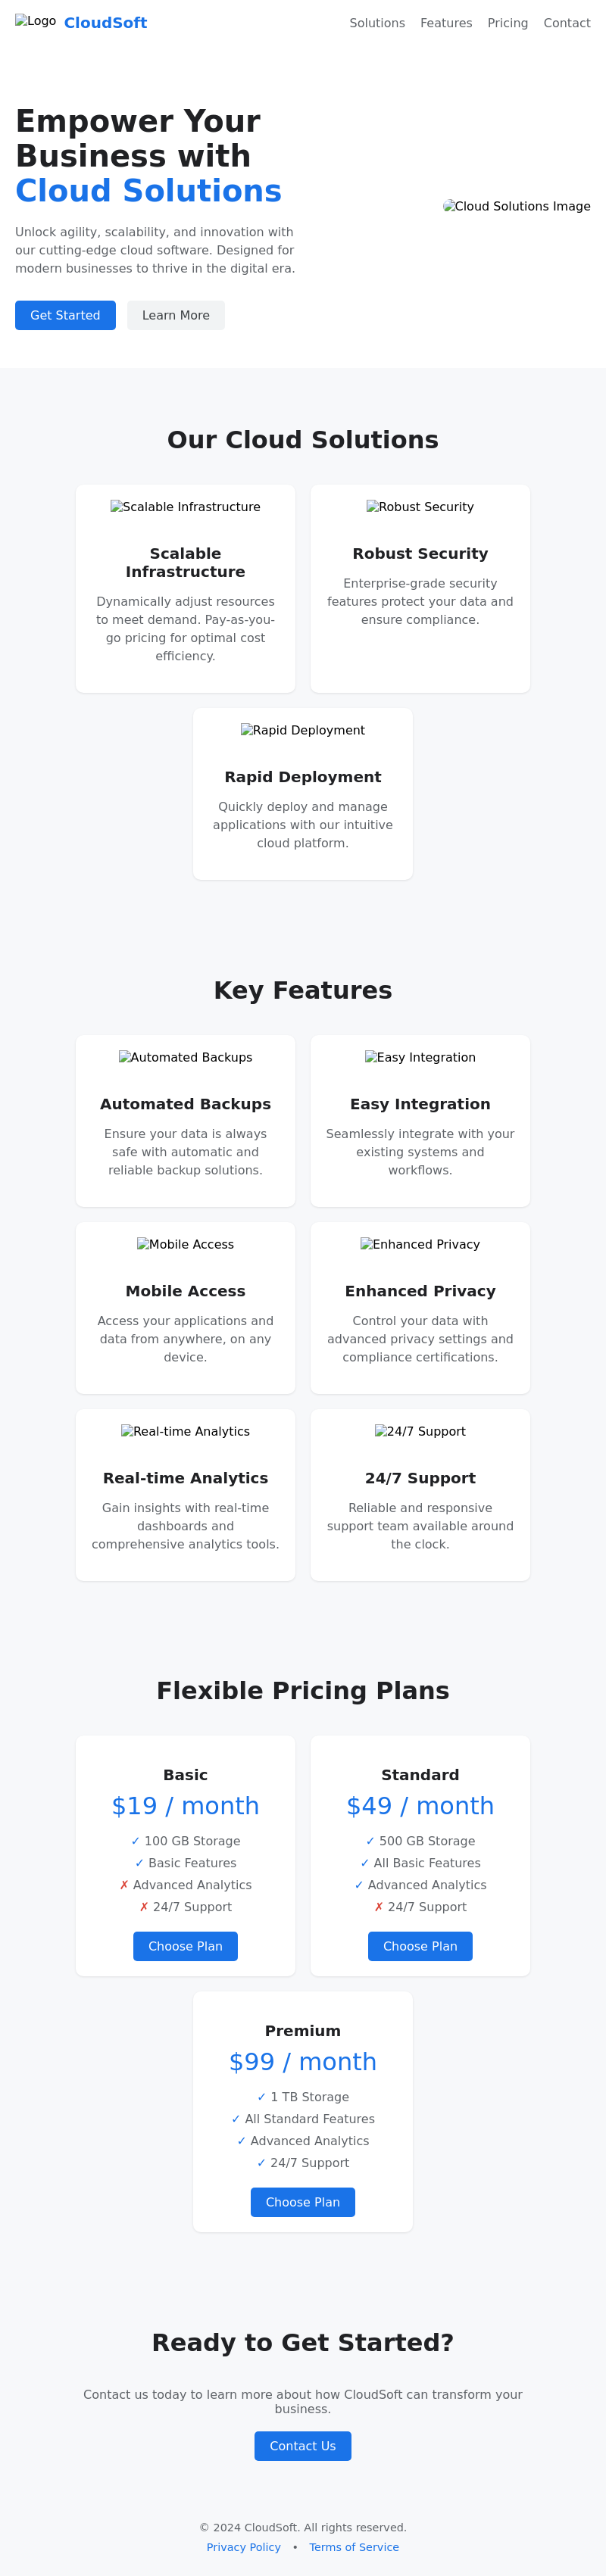 Logo CloudSoft Solutions Features Pricing Contact
Empower Your
Business with
Cloud Solutions
Cloud Solutions Image
Unlock agility, scalability, and innovation with
our cutting-edge cloud software. Designed for
modern businesses to thrive in the digital era.
Get Started Learn More
Our Cloud Solutions
Scalable Infrastructure
Scalable
Infrastructure
Dynamically adjust resources
to meet demand. Pay-as-you-
go pricing for optimal cost
efficiency.
Robust Security
Robust Security
Enterprise-grade security
features protect your data and
ensure compliance.
Rapid Deployment
Rapid Deployment
Quickly deploy and manage
applications with our intuitive
cloud platform.
Key Features
Automated Backups
Automated Backups
Ensure your data is always
safe with automatic and
reliable backup solutions.
Easy Integration
Easy Integration
Seamlessly integrate with your
existing systems and
workflows.
Mobile Access
Mobile Access
Access your applications and
data from anywhere, on any
device.
Enhanced Privacy
Enhanced Privacy
Control your data with
advanced privacy settings and
compliance certifications.
Real-time Analytics
Real-time Analytics
Gain insights with real-time
dashboards and
comprehensive analytics tools.
24/7 Support
24/7 Support
Reliable and responsive
support team available around
the clock.
Flexible Pricing Plans
Basic
$19 / month
✓ 100 GB Storage
✓ Basic Features
✗ Advanced Analytics
✗ 24/7 Support
Choose Plan
Standard
$49 / month
✓ 500 GB Storage
✓ All Basic Features
✓ Advanced Analytics
✗ 24/7 Support
Choose Plan
Premium
$99 / month
✓ 1 TB Storage
✓ All Standard Features
✓ Advanced Analytics
✓ 24/7 Support
Choose Plan
Ready to Get Started?
Contact us today to learn more about how CloudSoft can transform your
business.
Contact Us
© 2024 CloudSoft. All rights reserved.
Privacy Policy • Terms of Service